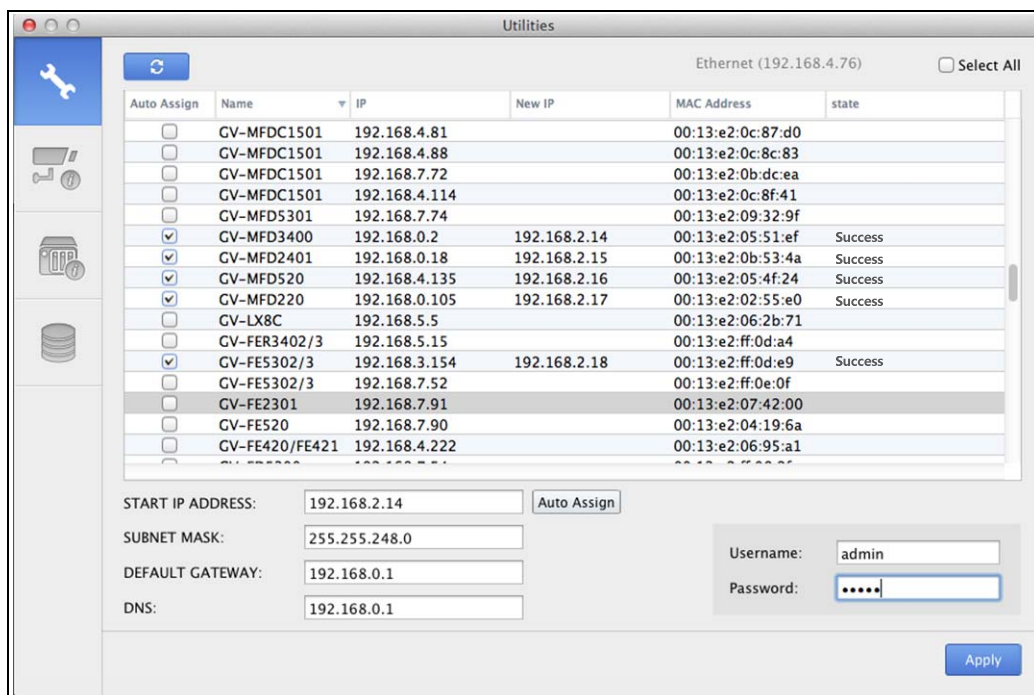 Utilities
Ethernet (192.168.4.76) Select All
Auto Assign Name IP New IP MAC Address state
GV-MFDC1501 192.168.4.81 00:13:e2:0c:87:d0
GV-MFDC1501 192.168.4.88 00:13:e2:0c:8c:83
GV-MFDC1501 192.168.7.72 00:13:e2:0b:dc:ea
GV-MFDC1501 192.168.4.114 00:13:e2:0c:8f:41
GV-MFD5301 192.168.7.74 00:13:e2:09:32:9f
GV-MFD3400 192.168.0.2 192.168.2.14 00:13:e2:05:51:ef Success
GV-MFD2401 192.168.0.18 192.168.2.15 00:13:e2:0b:53:4a Success
GV-MFD520 192.168.4.135 192.168.2.16 00:13:e2:05:4f:24 Success
GV-MFD220 192.168.0.105 192.168.2.17 00:13:e2:02:55:e0 Success
GV-LX8C 192.168.5.5 00:13:e2:06:2b:71
GV-FER3402/3 192.168.5.15 00:13:e2:ff:0d:a4
GV-FE5302/3 192.168.3.154 192.168.2.18 00:13:e2:ff:0d:e9 Success
GV-FE5302/3 192.168.7.52 00:13:e2:ff:0e:0f
GV-FE2301 192.168.7.91 00:13:e2:07:42:00
GV-FE520 192.168.7.90 00:13:e2:04:19:6a
GV-FE420/FE421 192.168.4.222 00:13:e2:06:95:a1
START IP ADDRESS: 192.168.2.14 Auto Assign
SUBNET MASK: 255.255.248.0
DEFAULT GATEWAY: 192.168.0.1
DNS: 192.168.0.1
Username: admin
Password: •••••
Apply